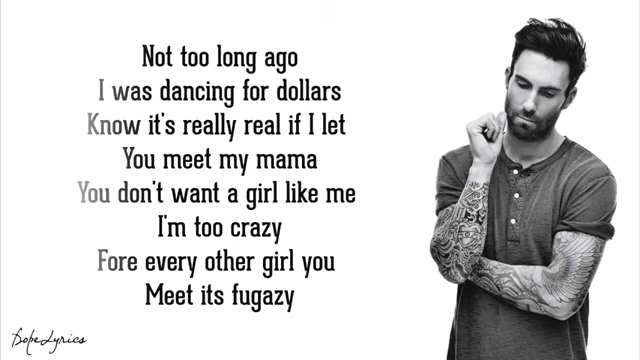 Not too long ago
I was dancing for dollars
Know it's really real if I let
You meet my mama
You don't want a girl like me
I'm too crazy
Fore every other girl you
Meet its fugazy
DopeLyrics